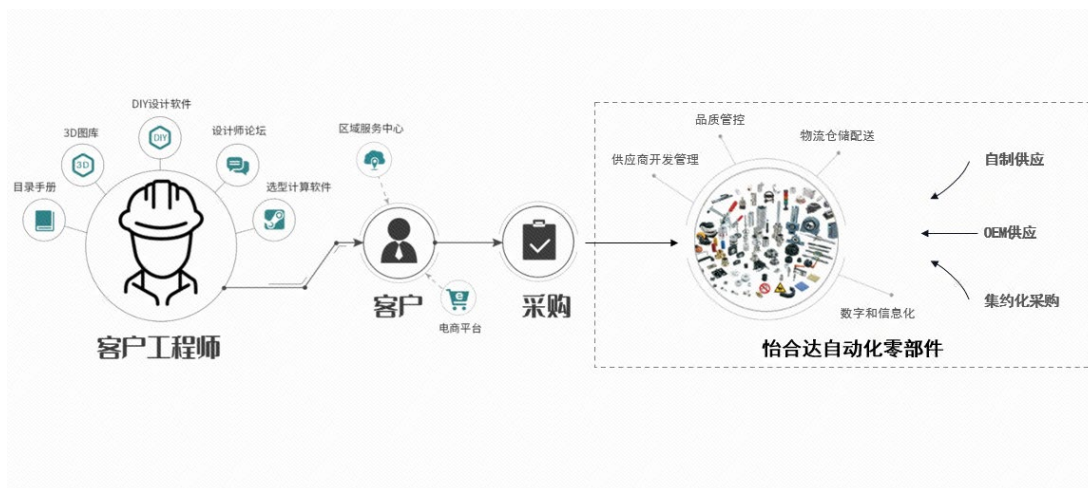 DIY设计软件
3D图库
设计师论坛
目录手册
选型计算软件
DIY
3D
客户工程师
区域服务中心
客户
电商平台
采购
品质管控
物流仓储配送
供应商开发管理
数字和信息化
怡合达自动化零部件
自制供应
OEM供应
集约化采购